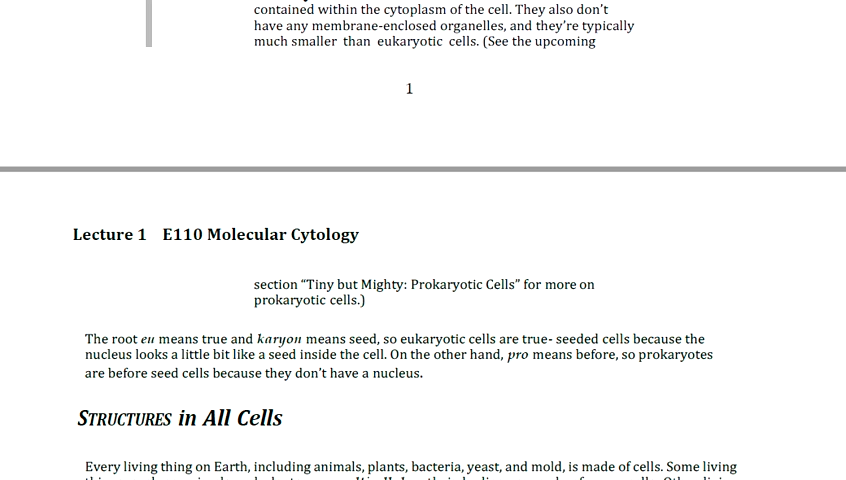 contained within the cytoplasm of the cell. They also don't
have any membrane-enclosed organelles, and they're typically
much smaller than eukaryotic cells. (See the upcoming
1
Lecture 1 E110 Molecular Cytology
section “Tiny but Mighty: Prokaryotic Cells” for more on
prokaryotic cells.)
The root eu means true and karyon means seed, so eukaryotic cells are true- seeded cells because the
nucleus looks a little bit like a seed inside the cell. On the other hand, pro means before, so prokaryotes
are before seed cells because they don't have a nucleus.
STRUCTURES in All Cells
Every living thing on Earth, including animals, plants, bacteria, yeast, and mold, is made of cells. Some living